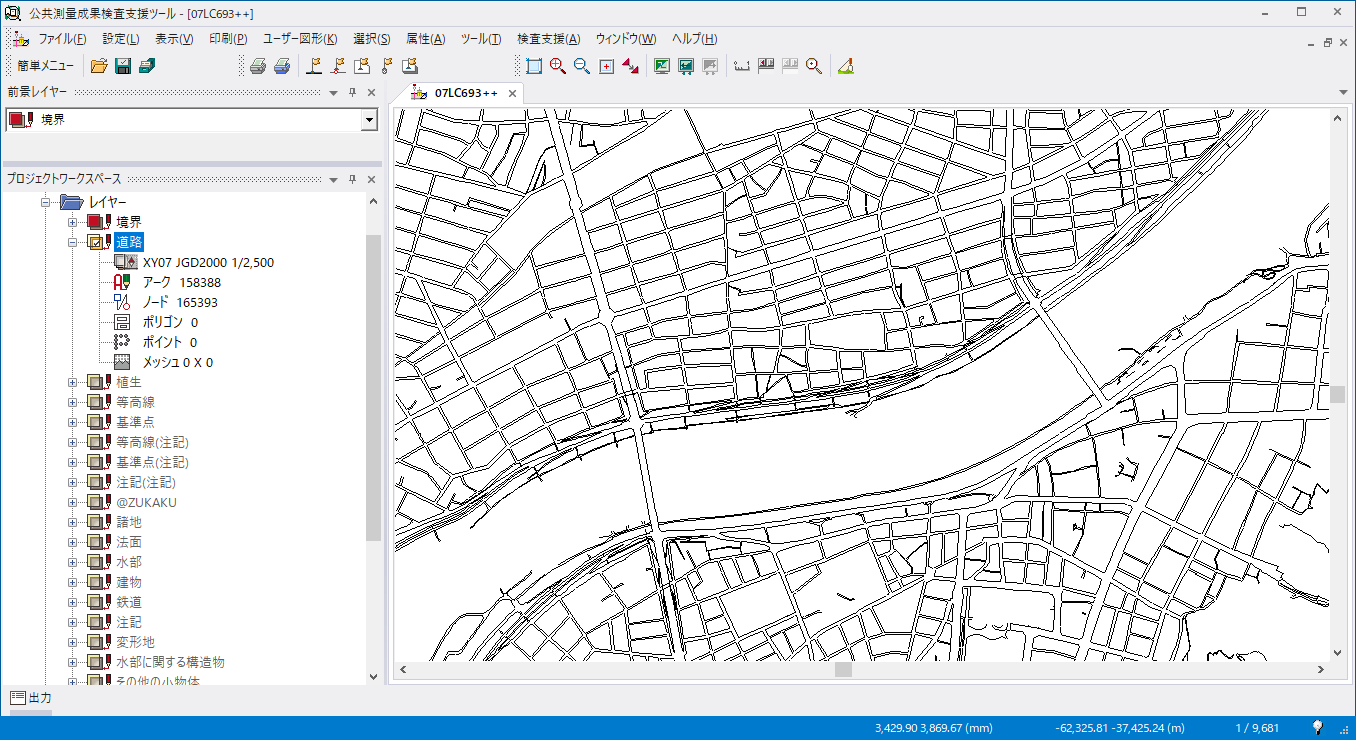 公共測量成果検査支援ツール - [07LC693++]
ファイル(F) 設定(L) 表示(V) 印刷(P) ユーザー図形(K) 選択(S) 属性(A) ツール(T) 検査支援(A) ウィンドウ(W) ヘルプ(H)
簡単メニュー
前景レイヤー
境界
07LC693++
プロジェクトワークスペース
レイヤー
境界
道路
XY07 JGD2000 1/2,500
アーク 158388
ノード 165393
ポリゴン 0
ポイント 0
メッシュ 0 X 0
植生
等高線
基準点
等高線(注記)
基準点(注記)
注記(注記)
@ZUKAKU
諸地
法面
水部
建物
鉄道
注記
変形地
水部に関する構造物
その他の小物体
出力
3,429.90 3,869.67 (mm) -62,325.81 -37,425.24 (m) 1 / 9,681